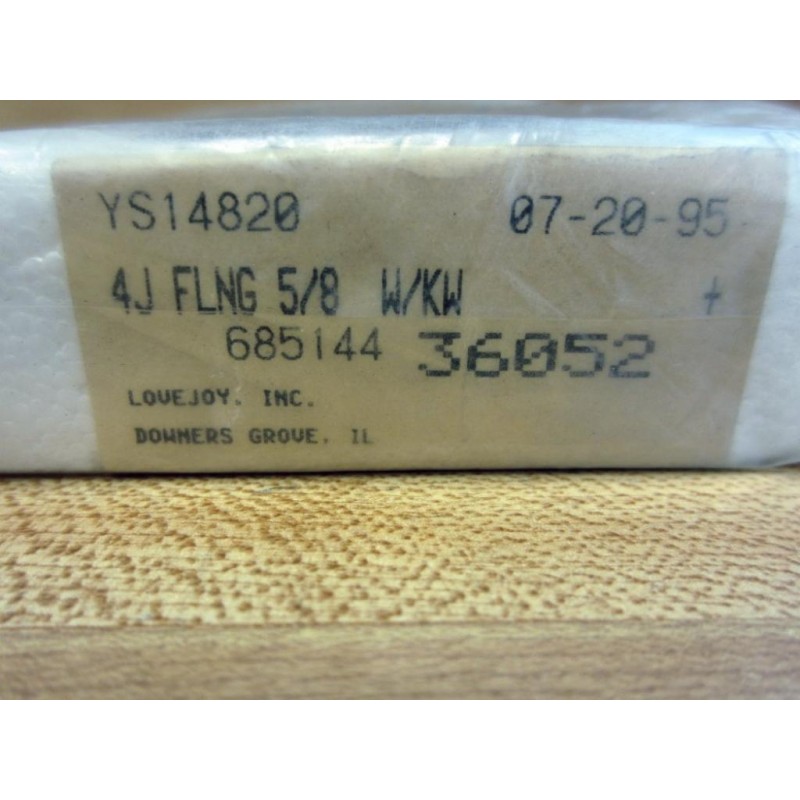 YS14820 07-20-95
4J FLNG 5/8 W/KW +
685144 36052
LOVEJOY, INC.
DOWNERS GROVE, IL